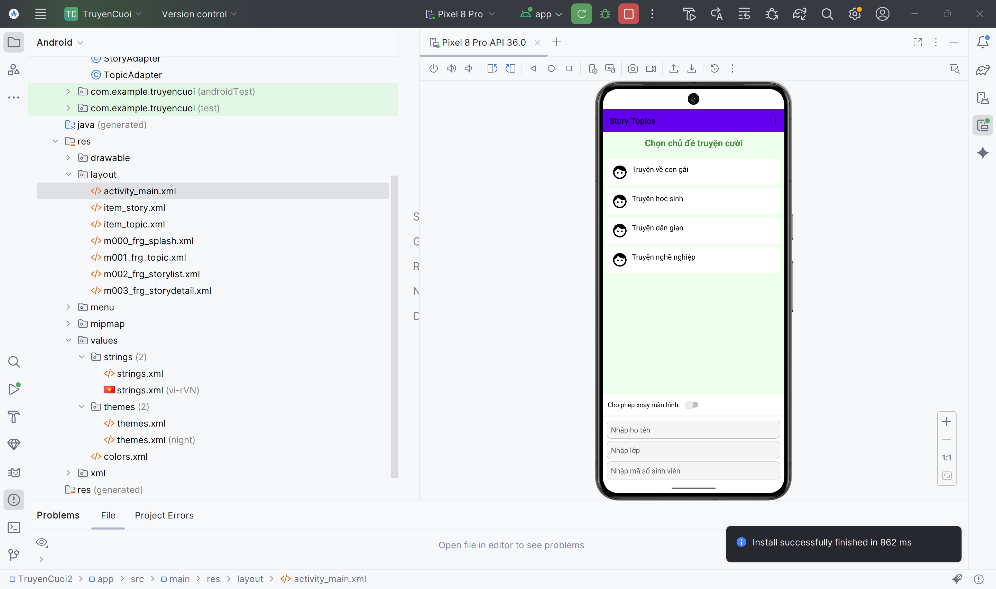 TC TruyenCuoi Version control Pixel 8 Pro app
Android
Pixel 8 Pro API 36.0
StoryAdapter
TopicAdapter
com.example.truyencuoi (androidTest)
com.example.truyencuoi (test)
java (generated)
res
drawable
layout
activity_main.xml
item_story.xml
item_topic.xml
m000_frg_splash.xml
m001_frg_topic.xml
m002_frg_storylist.xml
m003_frg_storydetail.xml
menu
mipmap
values
strings (2)
strings.xml
strings.xml (vi-rVN)
themes (2)
themes.xml
themes.xml (night)
colors.xml
xml
res (generated)
S
G
R
N
D
Story Topics
Chọn chủ đề truyện cười
Truyện về con gái
Truyện học sinh
Truyện dân gian
Truyện nghề nghiệp
Cho phép xoay màn hình
Nhập họ tên
Nhập lớp
Nhập mã số sinh viên
1:1
Problems File Project Errors
Open file in editor to see problems
Install successfully finished in 862 ms
TruyenCuoi2 > app > src > main > res > layout > activity_main.xml